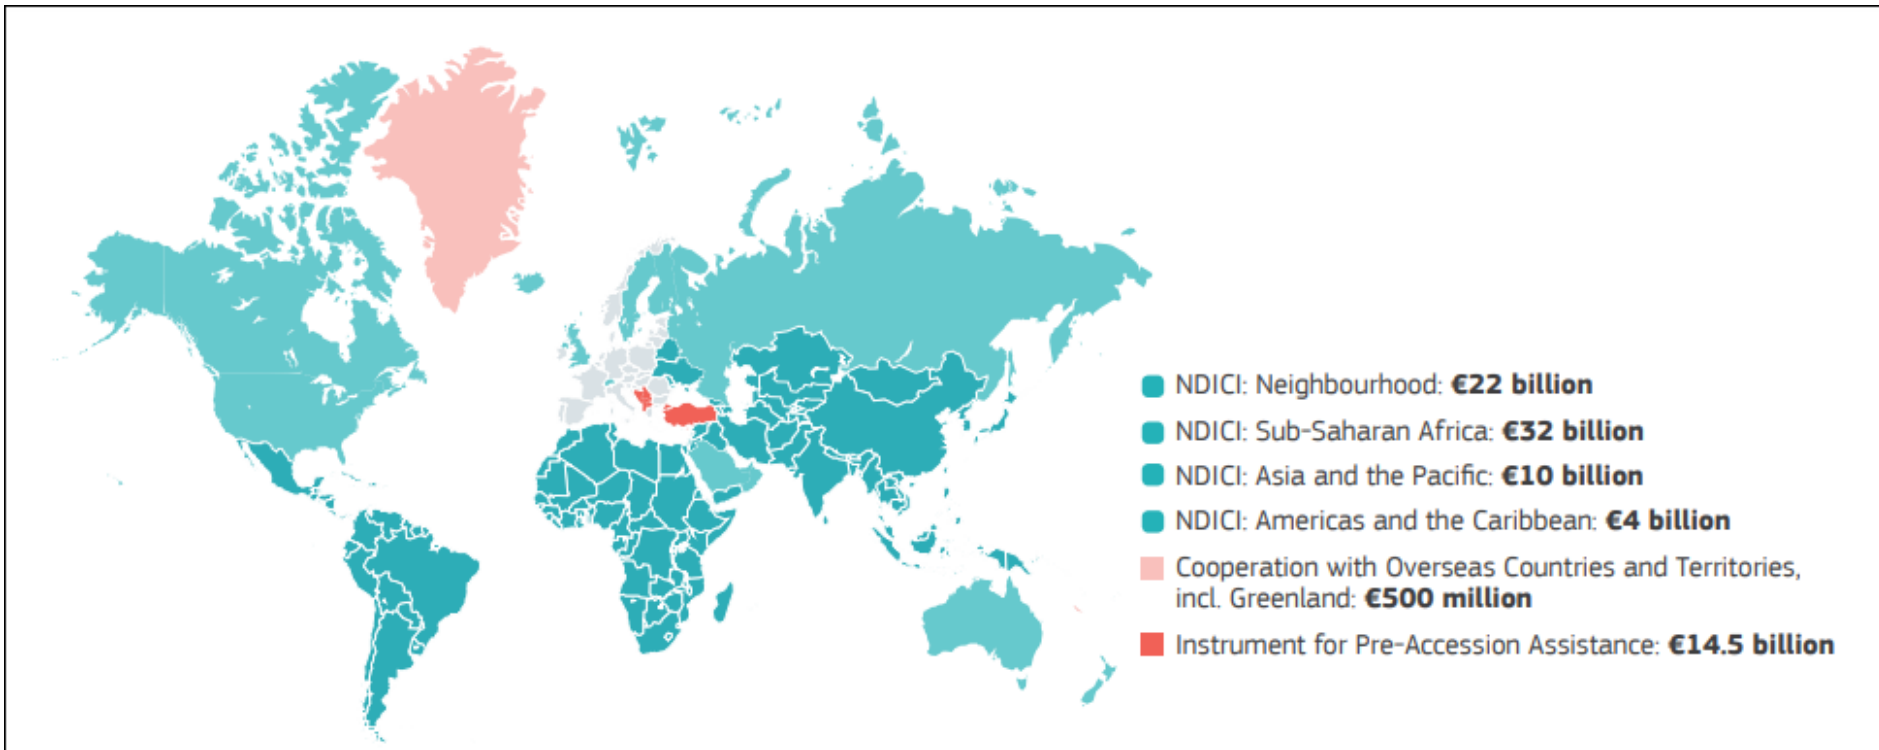 NDICI: Neighbourhood: €22 billion
NDICI: Sub-Saharan Africa: €32 billion
NDICI: Asia and the Pacific: €10 billion
NDICI: Americas and the Caribbean: €4 billion
Cooperation with Overseas Countries and Territories,
incl. Greenland: €500 million
Instrument for Pre-Accession Assistance: €14.5 billion